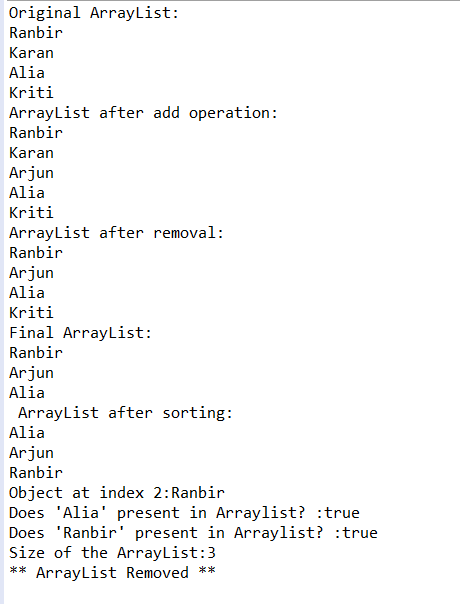 Original ArrayList:
Ranbir
Karan
Alia
Kriti
ArrayList after add operation:
Ranbir
Karan
Arjun
Alia
Kriti
ArrayList after removal:
Ranbir
Arjun
Alia
Kriti
Final ArrayList:
Ranbir
Arjun
Alia
 ArrayList after sorting:
Alia
Arjun
Ranbir
Object at index 2:Ranbir
Does 'Alia' present in Arraylist? :true
Does 'Ranbir' present in Arraylist? :true
Size of the ArrayList:3
** ArrayList Removed **